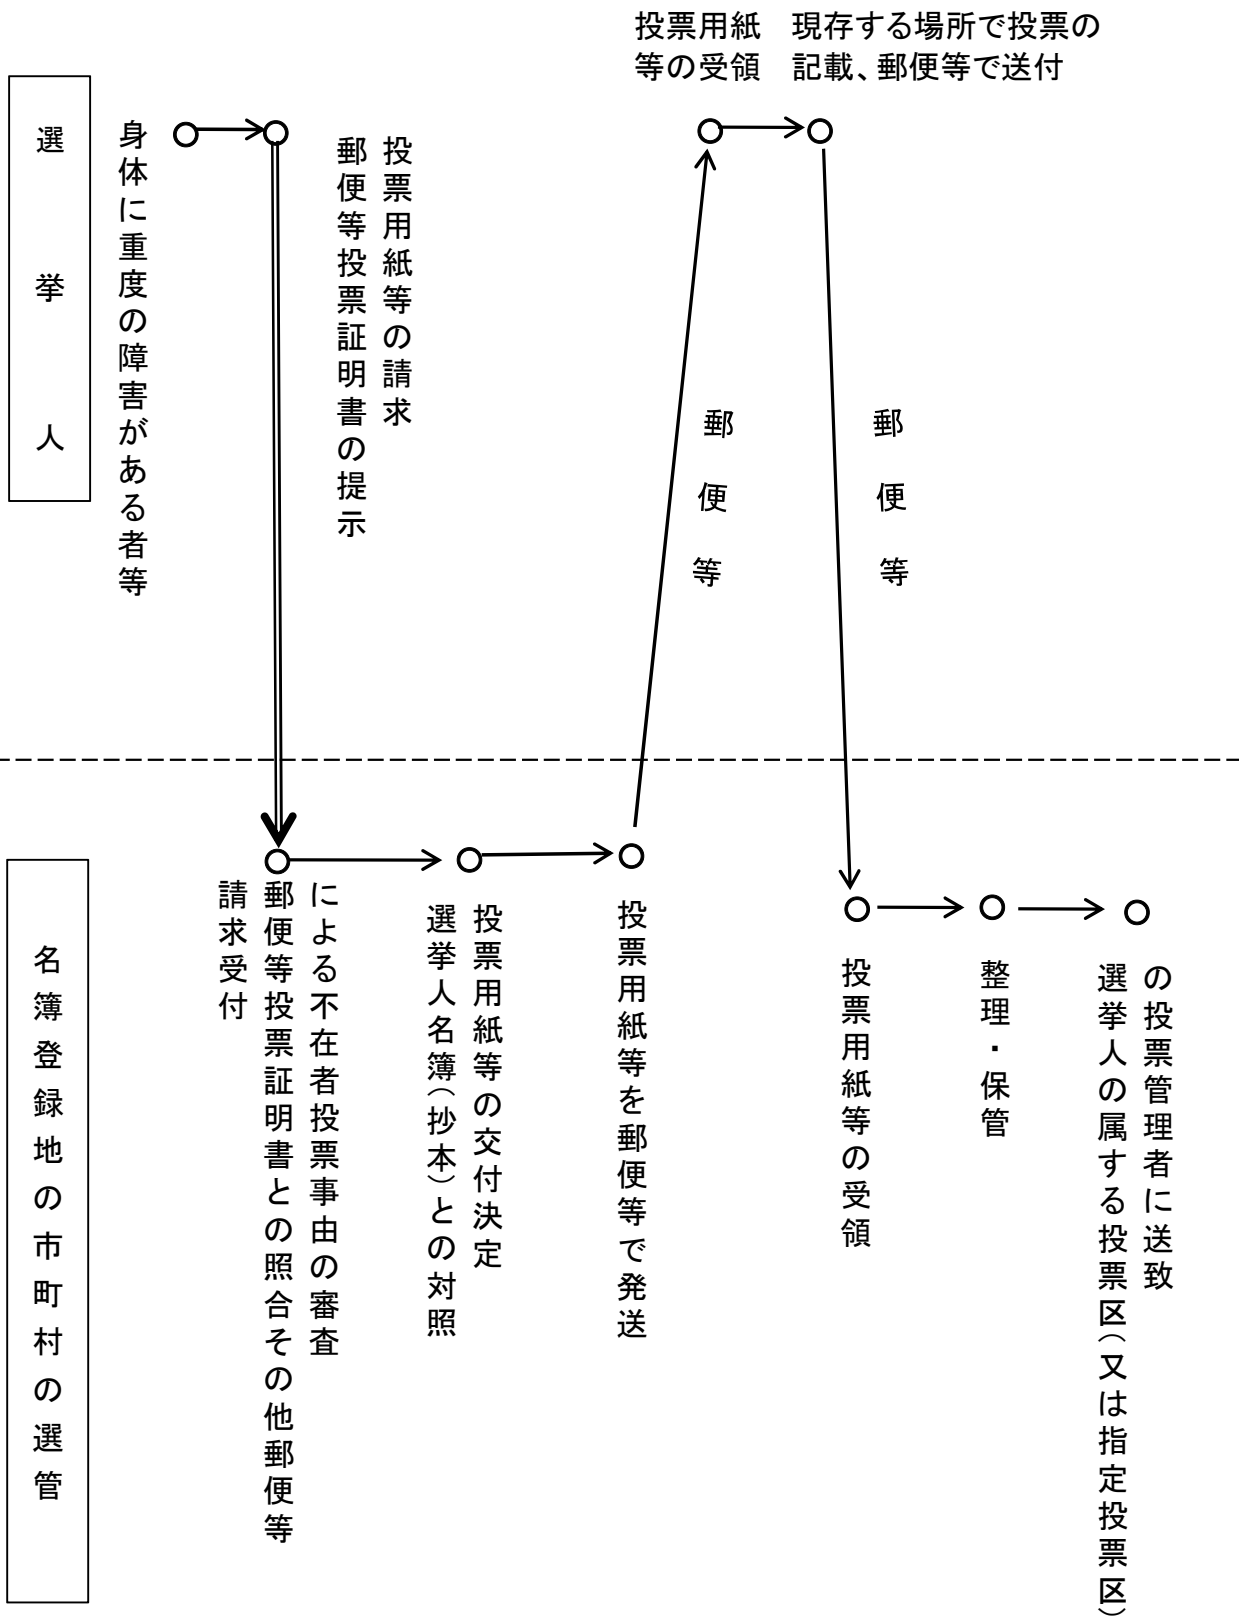 投票用紙
等の受領
現存する場所で投票の
記載、郵便等で送付
選挙人
身体に重度の障害がある者等
投票用紙等の請求
郵便等投票証明書の提示
郵便等
郵便等
名簿登録地の市町村の選管
請求受付
郵便等投票証明書との照合その他郵便等
による不在者投票事由の審査
選挙人名簿(抄本)との対照
投票用紙等の交付決定
投票用紙等を郵便等で発送
投票用紙等の受領
整理・保管
選挙人の属する投票区(又は指定投票区)
の投票管理者に送致